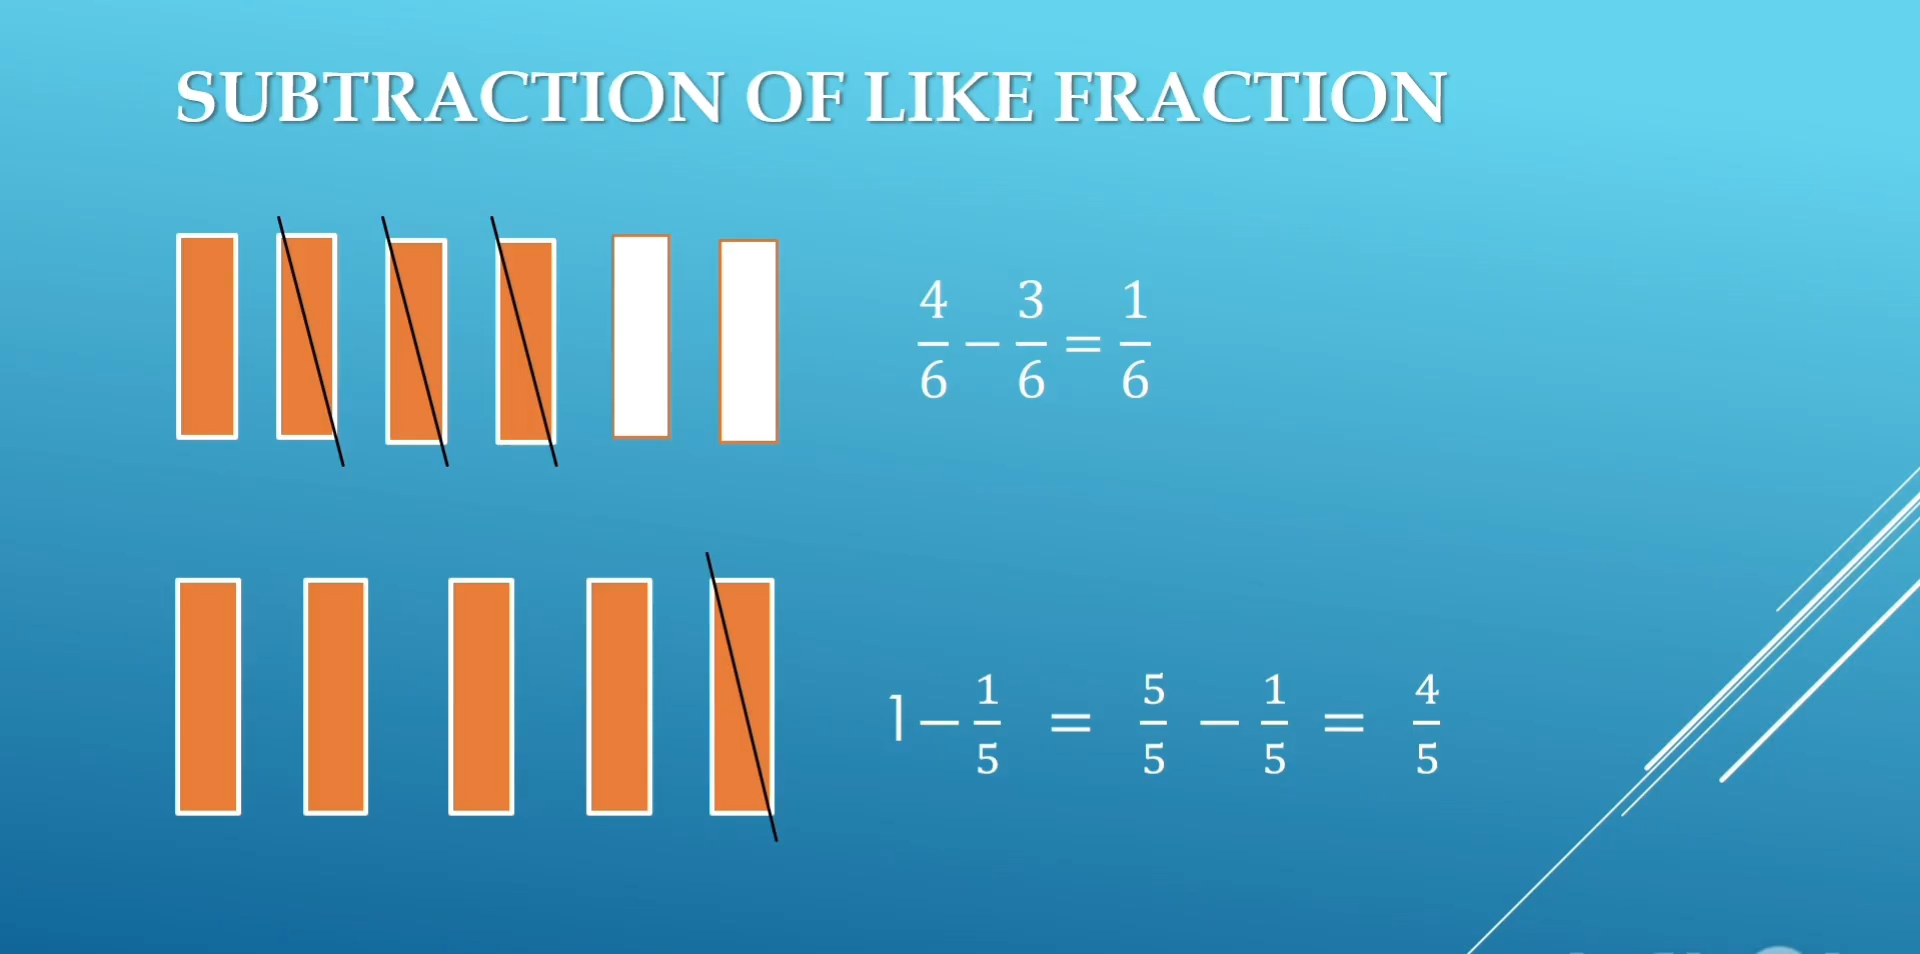 SUBTRACTION OF LIKE FRACTION
4/6 − 3/6 = 1/6
1 − 1/5 = 5/5 − 1/5 = 4/5